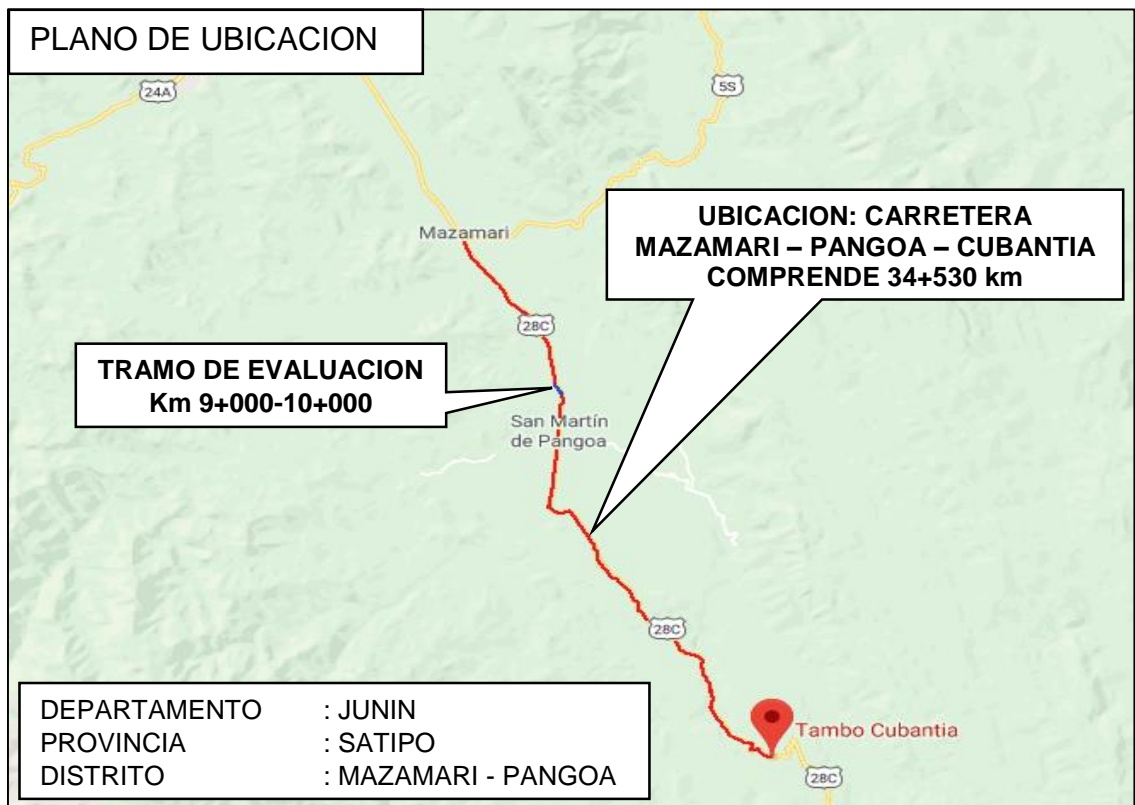 PLANO DE UBICACION
24A
5S
Mazamari
UBICACION: CARRETERA
MAZAMARI – PANGOA – CUBANTIA
COMPRENDE 34+530 km
28C
TRAMO DE EVALUACION
Km 9+000-10+000
San Martín
de Pangoa
28C
DEPARTAMENTO : JUNIN
PROVINCIA : SATIPO
DISTRITO : MAZAMARI - PANGOA
Tambo Cubantia
28C